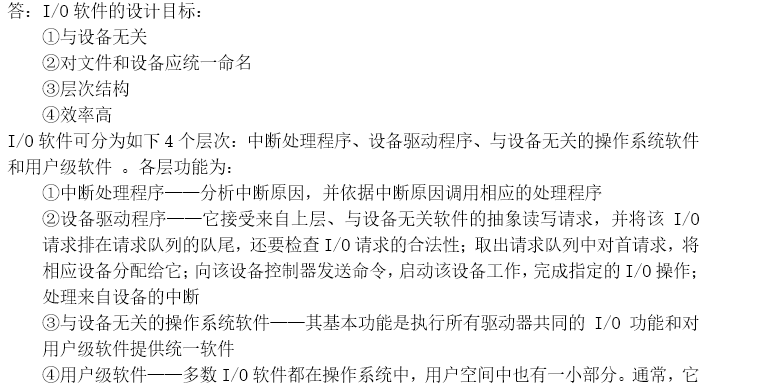 答：I/O 软件的设计目标：
①与设备无关
②对文件和设备应统一命名
③层次结构
④效率高
I/O 软件可分为如下 4 个层次：中断处理程序、设备驱动程序、与设备无关的操作系统软件
和用户级软件 。各层功能为：
①中断处理程序——分析中断原因，并依据中断原因调用相应的处理程序
②设备驱动程序——它接受来自上层、与设备无关软件的抽象读写请求，并将该 I/O
请求排在请求队列的队尾，还要检查 I/O 请求的合法性；取出请求队列中对首请求，将
相应设备分配给它；向该设备控制器发送命令，启动该设备工作，完成指定的 I/O 操作；
处理来自设备的中断
③与设备无关的操作系统软件——其基本功能是执行所有驱动器共同的 I/O 功能和对
用户级软件提供统一软件
④用户级软件——多数 I/O 软件都在操作系统中，用户空间中也有一小部分。通常，它